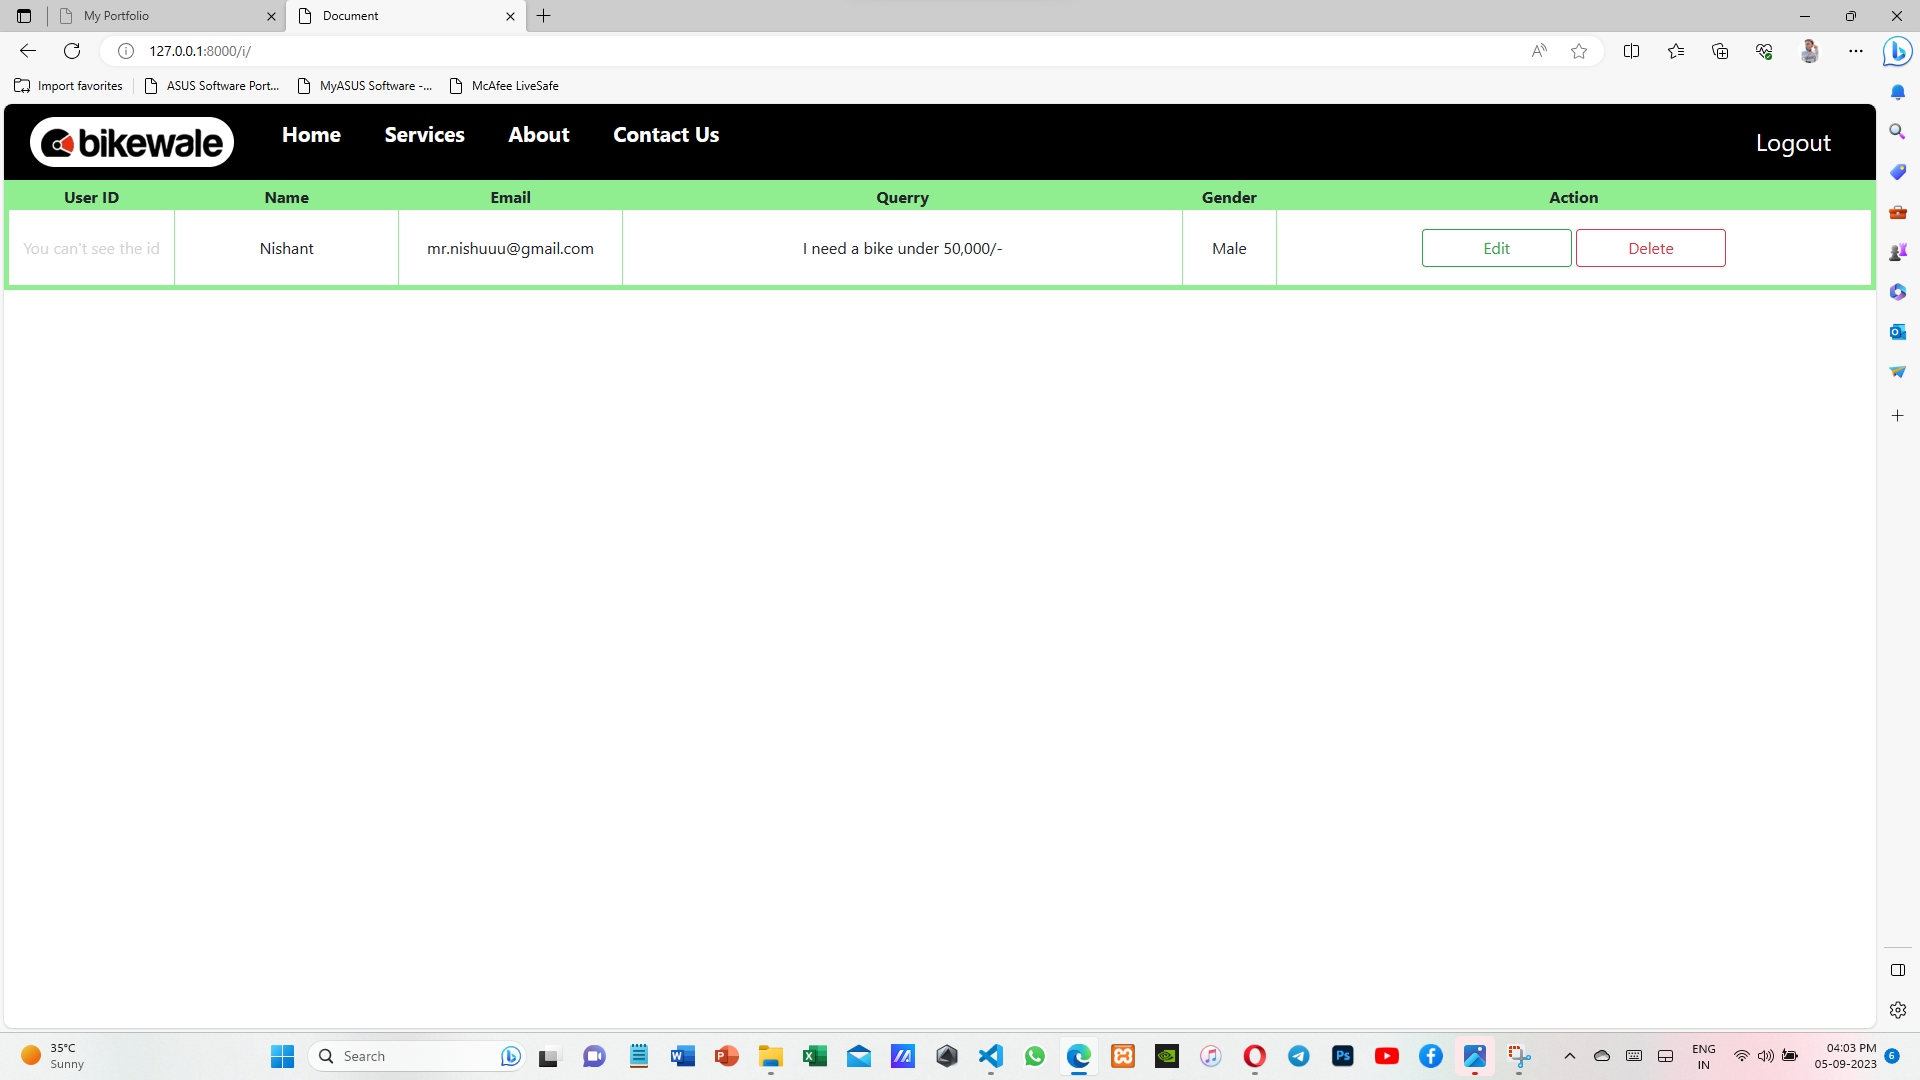 My Portfolio
Document
127.0.0.1:8000/i/
Import favorites
ASUS Software Port...
MyASUS Software -...
McAfee LiveSafe
bikewale
Home
Services
About
Contact Us
Logout
User ID
Name
Email
Querry
Gender
Action
You can't see the id
Nishant
mr.nishuuu@gmail.com
I need a bike under 50,000/-
Male
Edit
Delete
35°C
Sunny
Search
ENG
IN
04:03 PM
05-09-2023
6